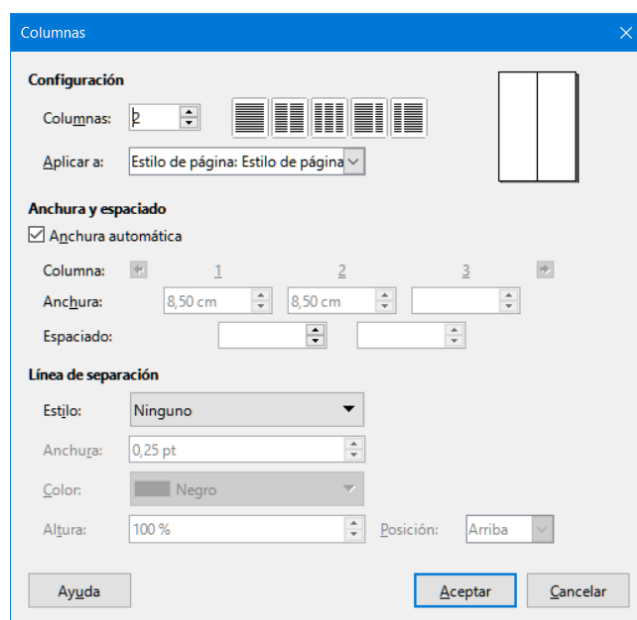 Columnas
Configuración
Columnas: 2
Aplicar a: Estilo de página: Estilo de página
Anchura y espaciado
Anchura automática
Columna: 1 2 3
Anchura: 8,50 cm 8,50 cm
Espaciado:
Línea de separación
Estilo: Ninguno
Anchura: 0,25 pt
Color: Negro
Altura: 100 % Posición: Arriba
Ayuda Aceptar Cancelar